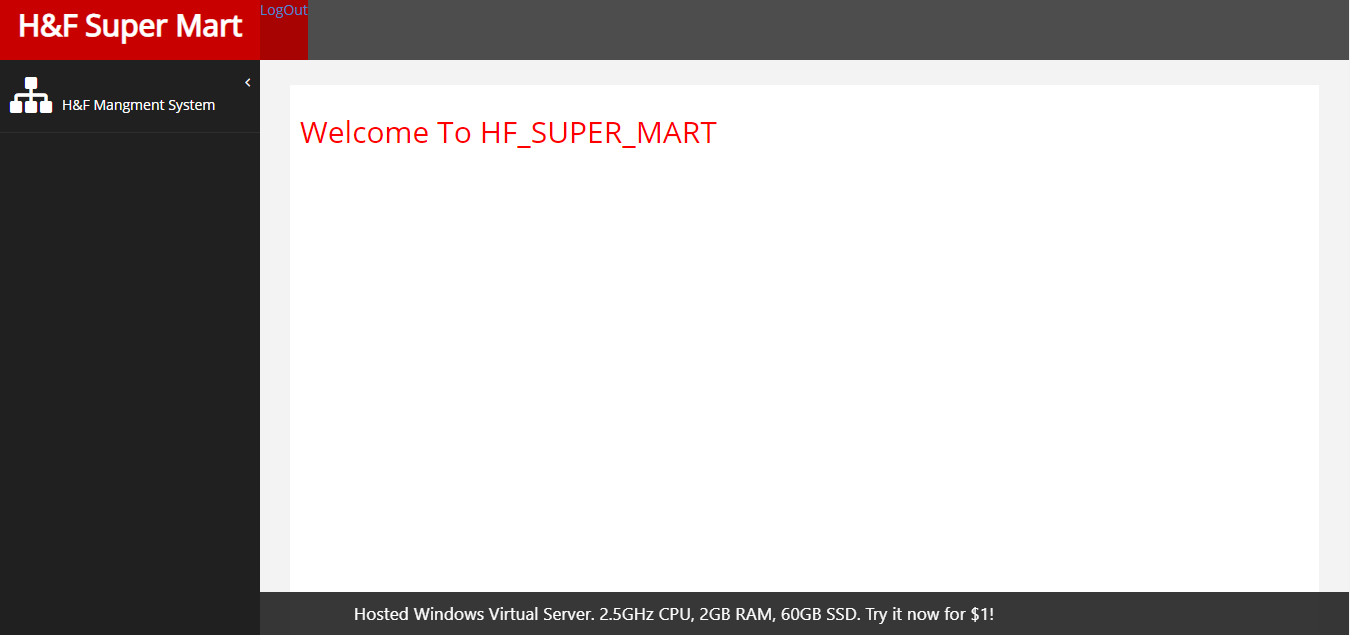 H&F Super Mart
LogOut
H&F Mangment System
Welcome To HF_SUPER_MART
Hosted Windows Virtual Server. 2.5GHz CPU, 2GB RAM, 60GB SSD. Try it now for $1!